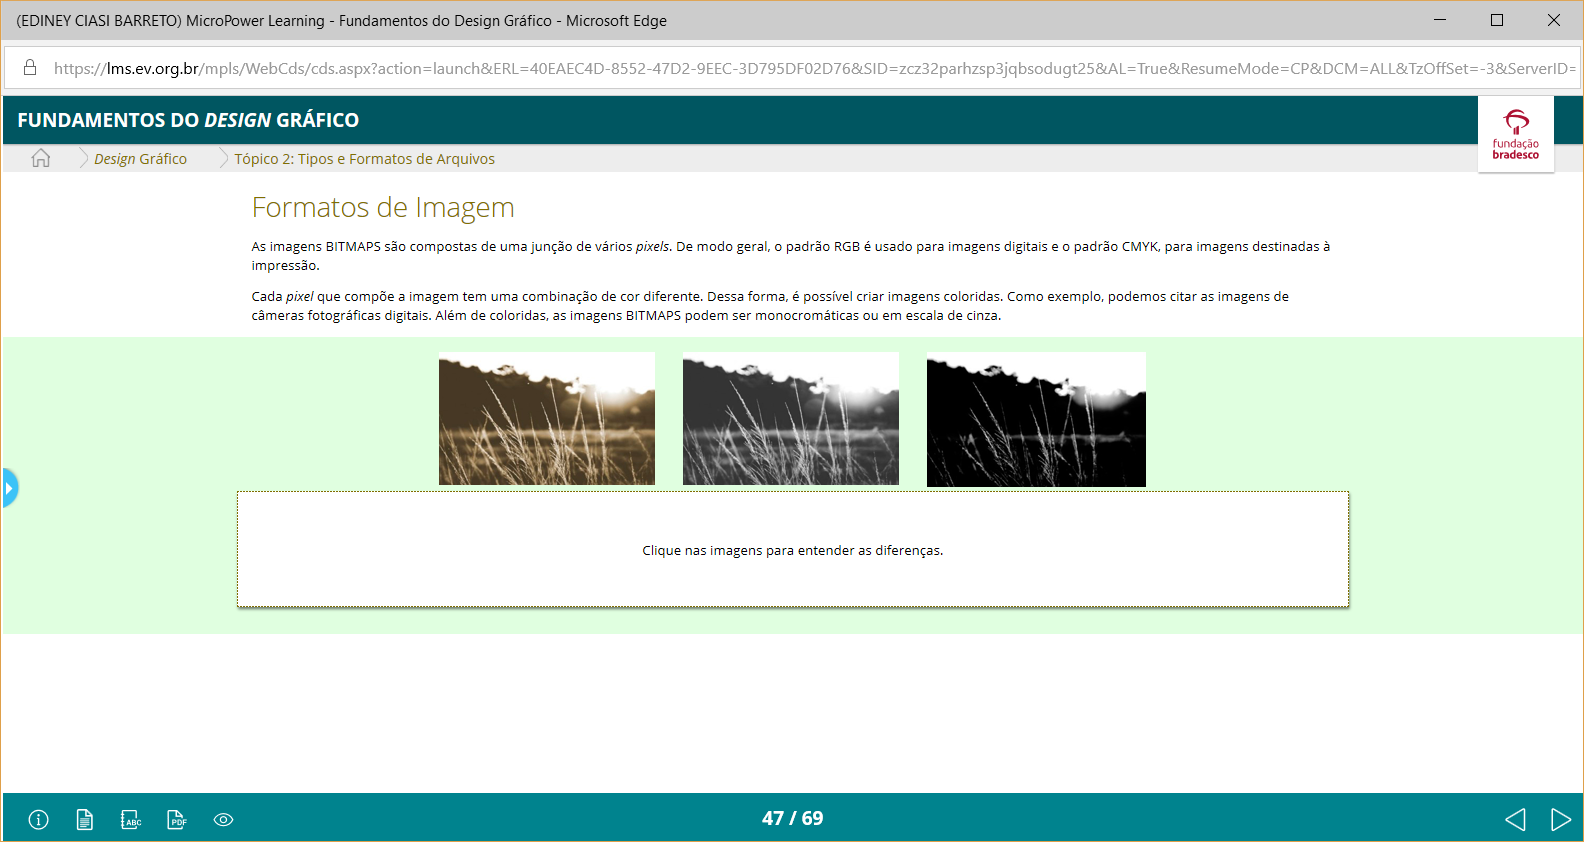 (EDINEY CIASI BARRETO) MicroPower Learning - Fundamentos do Design Gráfico - Microsoft Edge
https://lms.ev.org.br/mpls/WebCds/cds.aspx?action=launch&ERL=40EAEC4D-8552-47D2-9EEC-3D795DF02D76&SID=zcz32parhzsp3jqbsodugt25&AL=True&ResumeMode=CP&DCM=ALL&TzOffSet=-3&ServerID=
FUNDAMENTOS DO DESIGN GRÁFICO
fundação
bradesco
Design Gráfico
Tópico 2: Tipos e Formatos de Arquivos
Formatos de Imagem
As imagens BITMAPS são compostas de uma junção de vários pixels. De modo geral, o padrão RGB é usado para imagens digitais e o padrão CMYK, para imagens destinadas à
impressão.
Cada pixel que compõe a imagem tem uma combinação de cor diferente. Dessa forma, é possível criar imagens coloridas. Como exemplo, podemos citar as imagens de
câmeras fotográficas digitais. Além de coloridas, as imagens BITMAPS podem ser monocromáticas ou em escala de cinza.
Clique nas imagens para entender as diferenças.
ABC
PDF
47 / 69